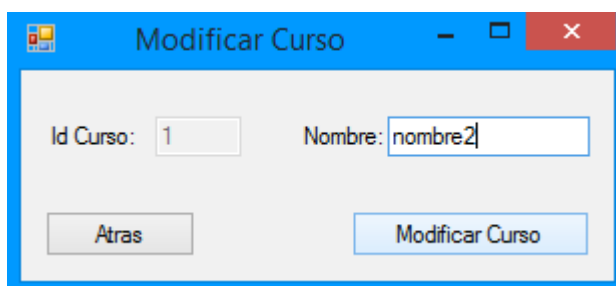 Modificar Curso
Id Curso: 1 Nombre: nombre2
Atras Modificar Curso